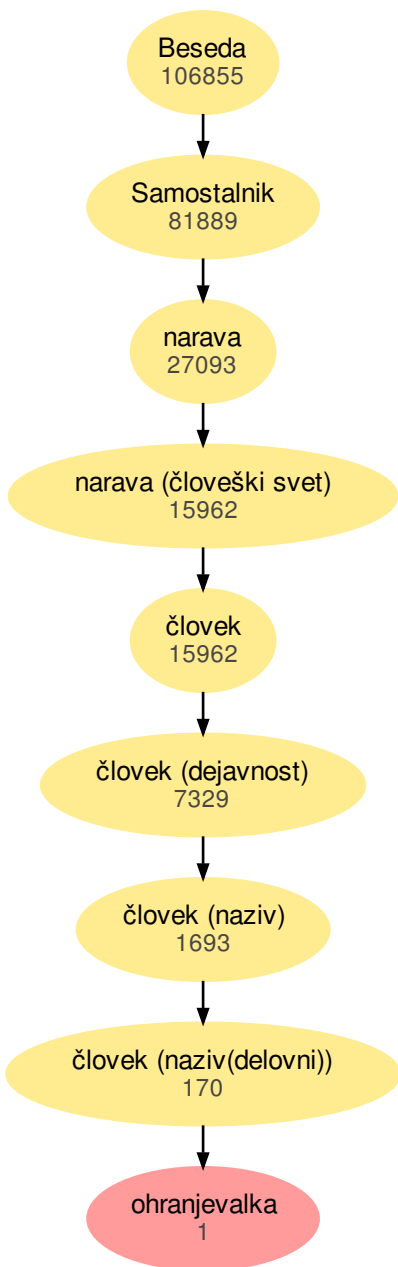 Beseda
106855
Samostalnik
81889
narava
27093
narava (človeški svet)
15962
človek
15962
človek (dejavnost)
7329
človek (naziv)
1693
človek (naziv(delovni))
170
ohranjevalka
1